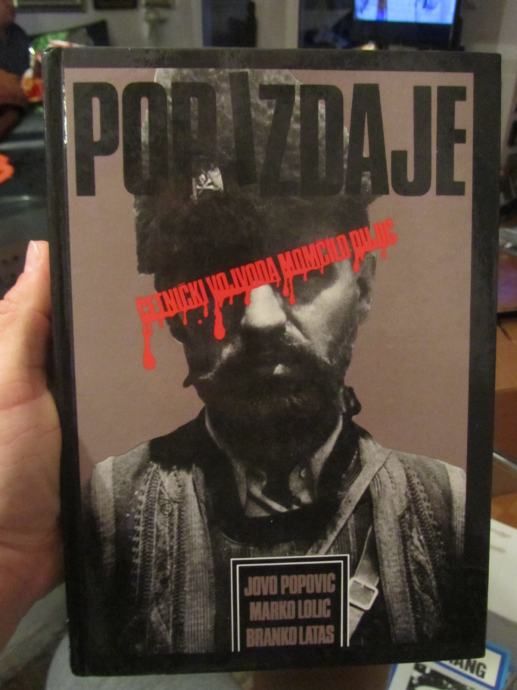 POP IZDAJE
ČETNIČKI VOJVODA MOMČILO ĐUJIĆ
JOVO POPOVIĆ
MARKO LOLIĆ
BRANKO LATAS